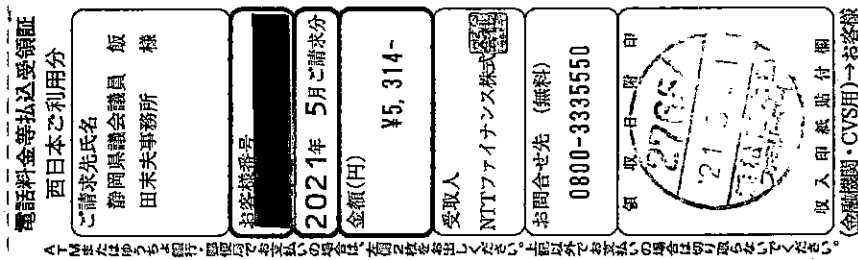 電話料金等払込受領証
西日本ご利用分
ご請求先氏名
静岡県議会議員 飯
田末夫事務所 様
お客様番号
2021年 5月ご請求分
金額(円)
¥5,314-
受取人
NTTファイナンス株式会社
お問合せ先 (無料)
0800-3335550
領収日附印
収入印紙貼付欄
(金融機関・CVS用)→お客様
ATMまたはゆうちょ銀行・郵便局でお支払いの場合は、右側2枚をお出しください。上記以外でお支払いの場合は切り取らないでください。